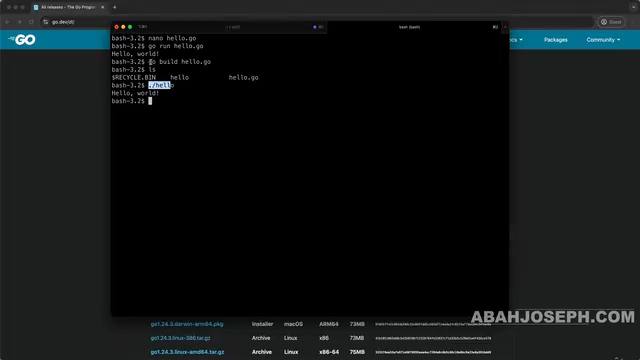 All releases - The Go Program
go.dev/dl/
GO
Packages
Community
bash (bash)
bash-3.2$ nano hello.go
bash-3.2$ go run hello.go
Hello, world!
bash-3.2$ go build hello.go
bash-3.2$ ls
$RECYCLE.BIN hello hello.go
bash-3.2$ ./hello
Hello, world!
bash-3.2$
ABAHJOSEPH.COM
go1.24.3.darwin-arm64.pkg Installer macOS ARM64 73MB
go1.24.3.linux-386.tar.gz Archive Linux x86 73MB
go1.24.3.linux-amd64.tar.gz Archive Linux x86-64 75MB